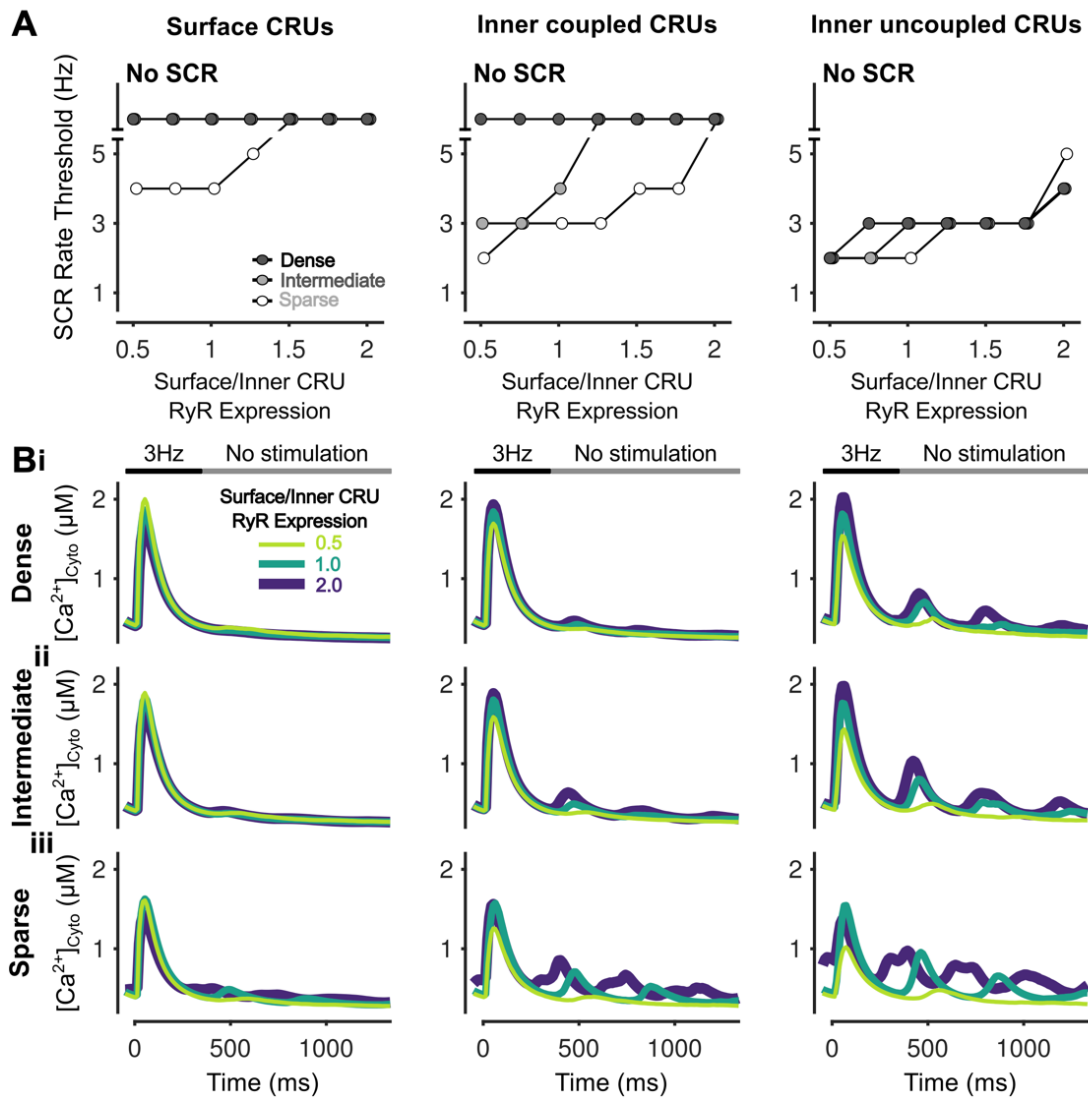 A
Surface CRUs
Inner coupled CRUs
Inner uncoupled CRUs
SCR Rate Threshold (Hz)
No SCR
No SCR
No SCR
5
3
1
5
3
1
5
3
1
Dense
Intermediate
Sparse
0.5 1 1.5 2
0.5 1 1.5 2
0.5 1 1.5 2
Surface/Inner CRU
RyR Expression
Surface/Inner CRU
RyR Expression
Surface/Inner CRU
RyR Expression
Bi
3Hz No stimulation
3Hz No stimulation
3Hz No stimulation
Dense
[Ca²⁺]Cyto (μM)
2
1
Surface/Inner CRU
RyR Expression
0.5
1.0
2.0
2
1
2
1
ii
Intermediate
[Ca²⁺]Cyto (μM)
2
1
2
1
2
1
iii
Sparse
[Ca²⁺]Cyto (μM)
2
1
2
1
2
1
0 500 1000
0 500 1000
0 500 1000
Time (ms)
Time (ms)
Time (ms)